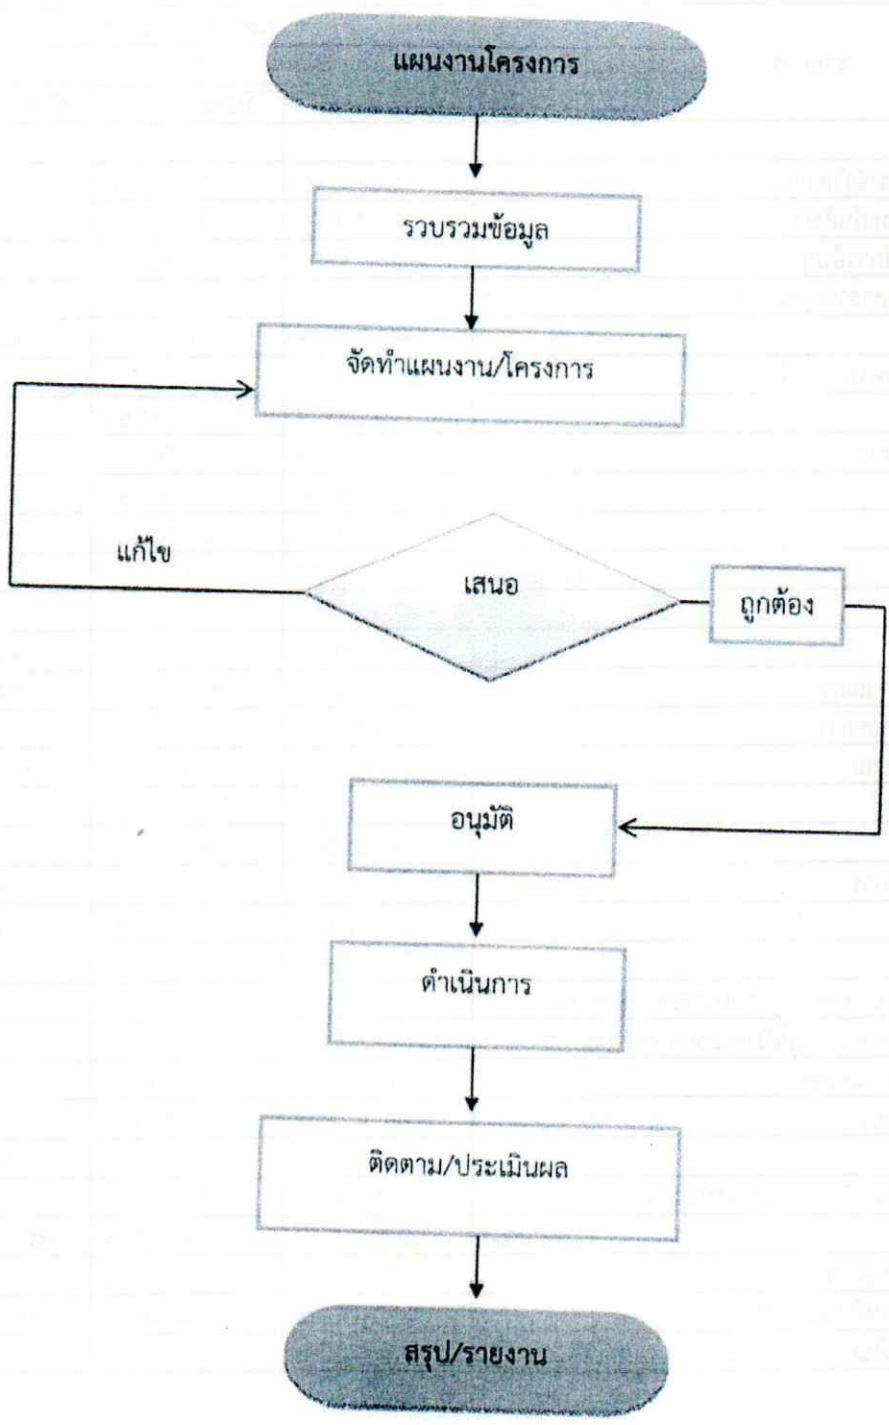 แผนงานโครงการ
รวบรวมข้อมูล
จัดทำแผนงาน/โครงการ
แก้ไข
เสนอ
ถูกต้อง
อนุมัติ
ดำเนินการ
ติดตาม/ประเมินผล
สรุป/รายงาน